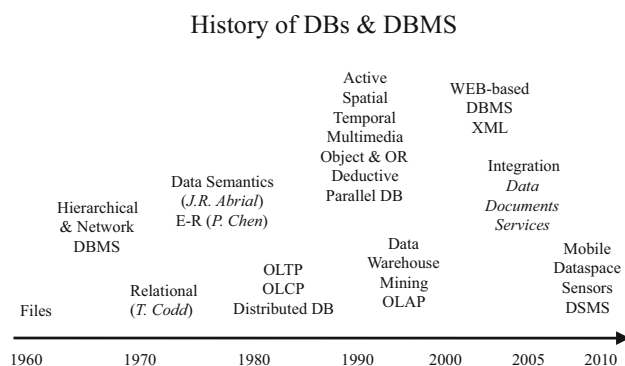 History of DBs & DBMS
Active
Spatial
Temporal
Multimedia
Object & OR
Deductive
Parallel DB
WEB-based
DBMS
XML
Data Semantics
(J.R. Abrial)
E-R (P. Chen)
Integration
Data
Documents
Services
Hierarchical
& Network
DBMS
Data
Warehouse
Mining
OLAP
Mobile
Dataspace
Sensors
DSMS
OLTP
OLCP
Distributed DB
Relational
(T. Codd)
Files
1960
1970
1980
1990
2000
2005
2010